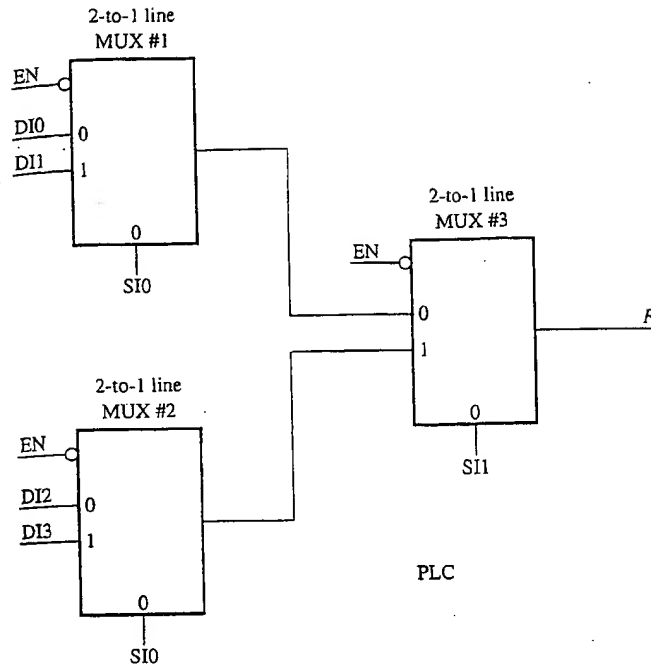 2-to-1 line
MUX #1
EN
DI0
0
DI1
1
0
SI0
2-to-1 line
MUX #3
EN
0
1
F
0
SI1
2-to-1 line
MUX #2
EN
DI2
0
DI3
1
0
SI0
PLC